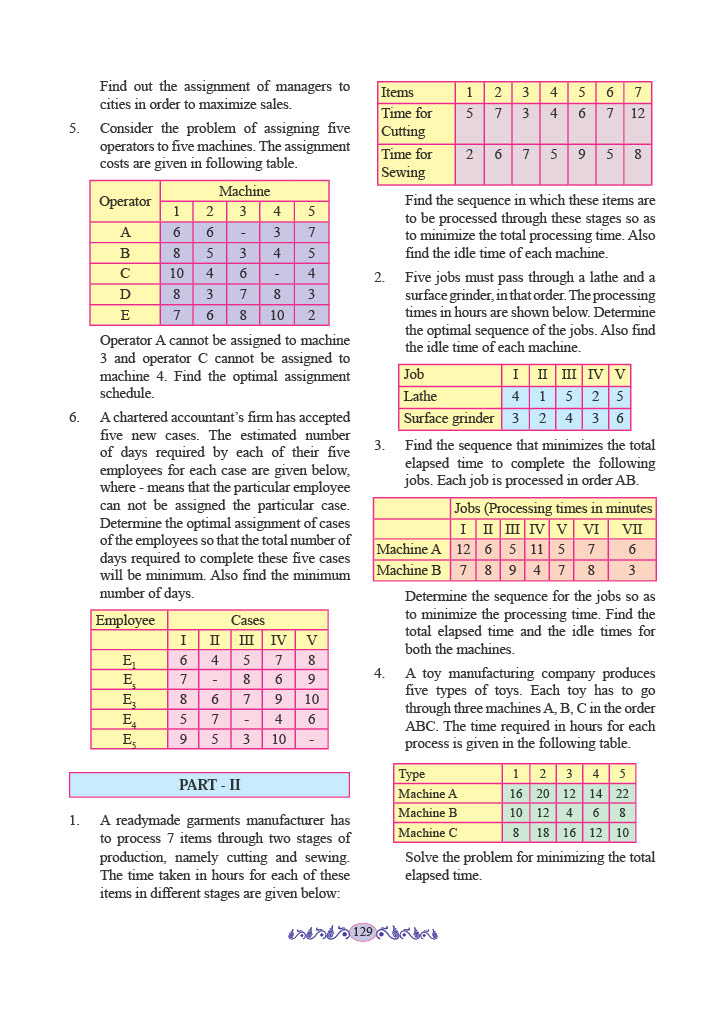 Find out the assignment of managers to
cities in order to maximize sales.
5. Consider the problem of assigning five
operators to five machines. The assignment
costs are given in following table.
Operator Machine
1 2 3 4 5
A 6 6 - 3 7
B 8 5 3 4 5
C 10 4 6 - 4
D 8 3 7 8 3
E 7 6 8 10 2
Operator A cannot be assigned to machine
3 and operator C cannot be assigned to
machine 4. Find the optimal assignment
schedule.
6. A chartered accountant's firm has accepted
five new cases. The estimated number
of days required by each of their five
employees for each case are given below,
where - means that the particular employee
can not be assigned the particular case.
Determine the optimal assignment of cases
of the employees so that the total number of
days required to complete these five cases
will be minimum. Also find the minimum
number of days.
Employee Cases
I II III IV V
E1 6 4 5 7 8
E5 7 - 8 6 9
E3 8 6 7 9 10
E4 5 7 - 4 6
E5 9 5 3 10 -
PART - II
1. A readymade garments manufacturer has
to process 7 items through two stages of
production, namely cutting and sewing.
The time taken in hours for each of these
items in different stages are given below:
Items 1 2 3 4 5 6 7
Time for 5 7 3 4 6 7 12
Cutting
Time for 2 6 7 5 9 5 8
Sewing
Find the sequence in which these items are
to be processed through these stages so as
to minimize the total processing time. Also
find the idle time of each machine.
2. Five jobs must pass through a lathe and a
surface grinder, in that order. The processing
times in hours are shown below. Determine
the optimal sequence of the jobs. Also find
the idle time of each machine.
Job I II III IV V
Lathe 4 1 5 2 5
Surface grinder 3 2 4 3 6
3. Find the sequence that minimizes the total
elapsed time to complete the following
jobs. Each job is processed in order AB.
Jobs (Processing times in minutes
I II III IV V VI VII
Machine A 12 6 5 11 5 7 6
Machine B 7 8 9 4 7 8 3
Determine the sequence for the jobs so as
to minimize the processing time. Find the
total elapsed time and the idle times for
both the machines.
4. A toy manufacturing company produces
five types of toys. Each toy has to go
through three machines A, B, C in the order
ABC. The time required in hours for each
process is given in the following table.
Type 1 2 3 4 5
Machine A 16 20 12 14 22
Machine B 10 12 4 6 8
Machine C 8 18 16 12 10
Solve the problem for minimizing the total
elapsed time.
129